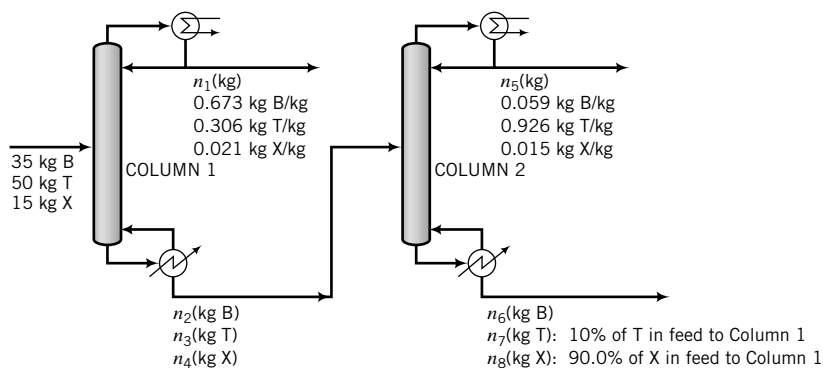 n1(kg)
0.673 kg B/kg
0.306 kg T/kg
0.021 kg X/kg
n5(kg)
0.059 kg B/kg
0.926 kg T/kg
0.015 kg X/kg
35 kg B
50 kg T
15 kg X
COLUMN 1
COLUMN 2
n2(kg B)
n3(kg T)
n4(kg X)
n6(kg B)
n7(kg T): 10% of T in feed to Column 1
n8(kg X): 90.0% of X in feed to Column 1